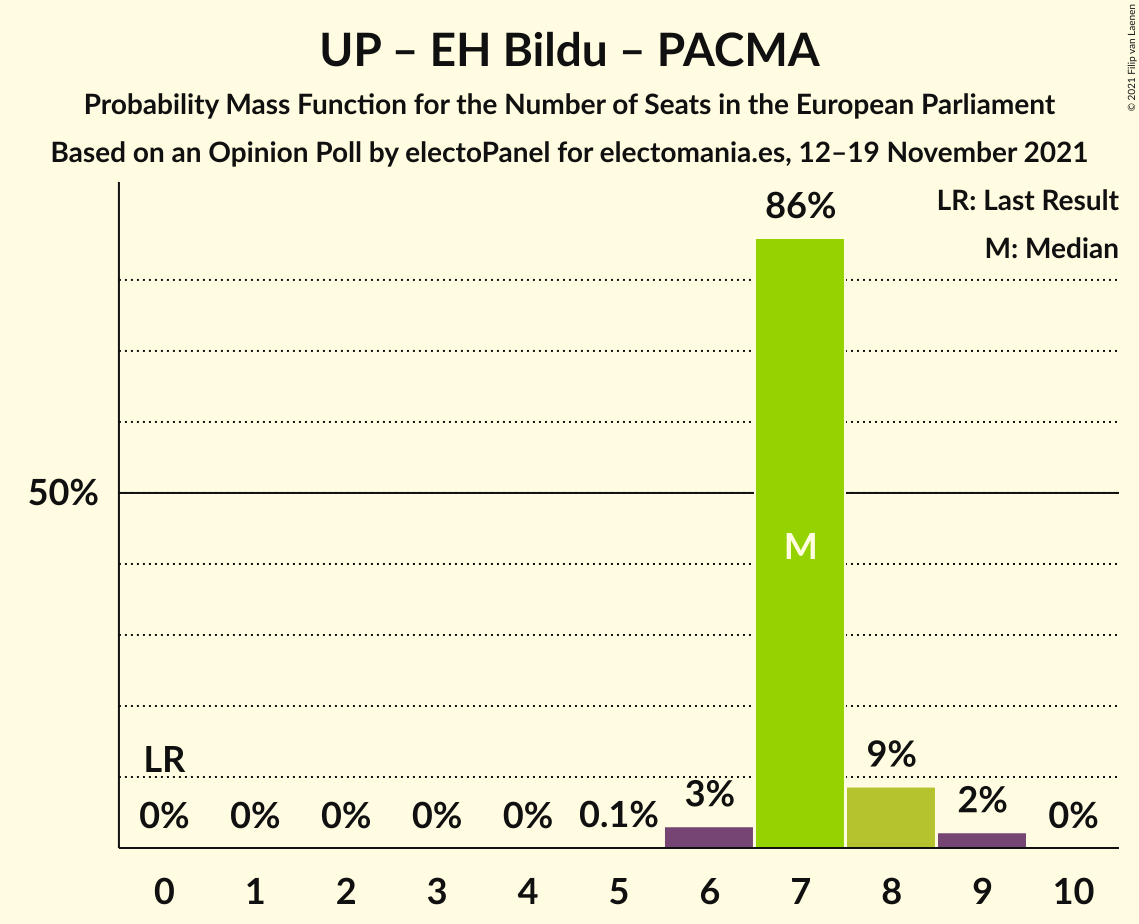 UP – EH Bildu – PACMA
Probability Mass Function for the Number of Seats in the European Parliament
Based on an Opinion Poll by electoPanel for electomania.es, 12–19 November 2021
© 2021 Filip van Laenen
LR: Last Result
M: Median
86%
50%
M
LR
0%
0%
0%
0%
0%
0.1%
3%
9%
2%
0%
0 1 2 3 4 5 6 7 8 9 10